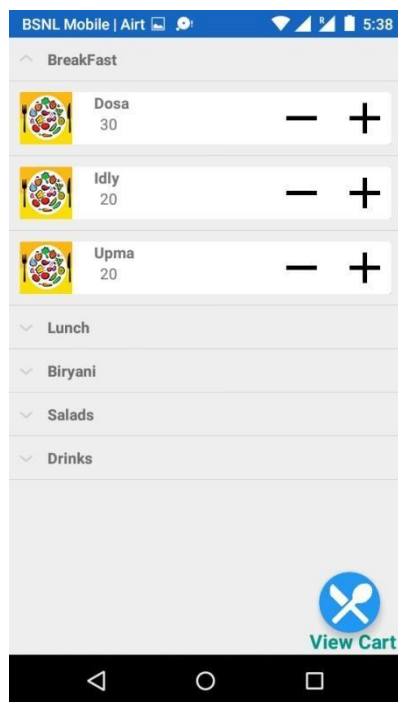 BSNL Mobile | Airt 5:38
BreakFast
Dosa
30
Idly
20
Upma
20
Lunch
Biryani
Salads
Drinks
View Cart